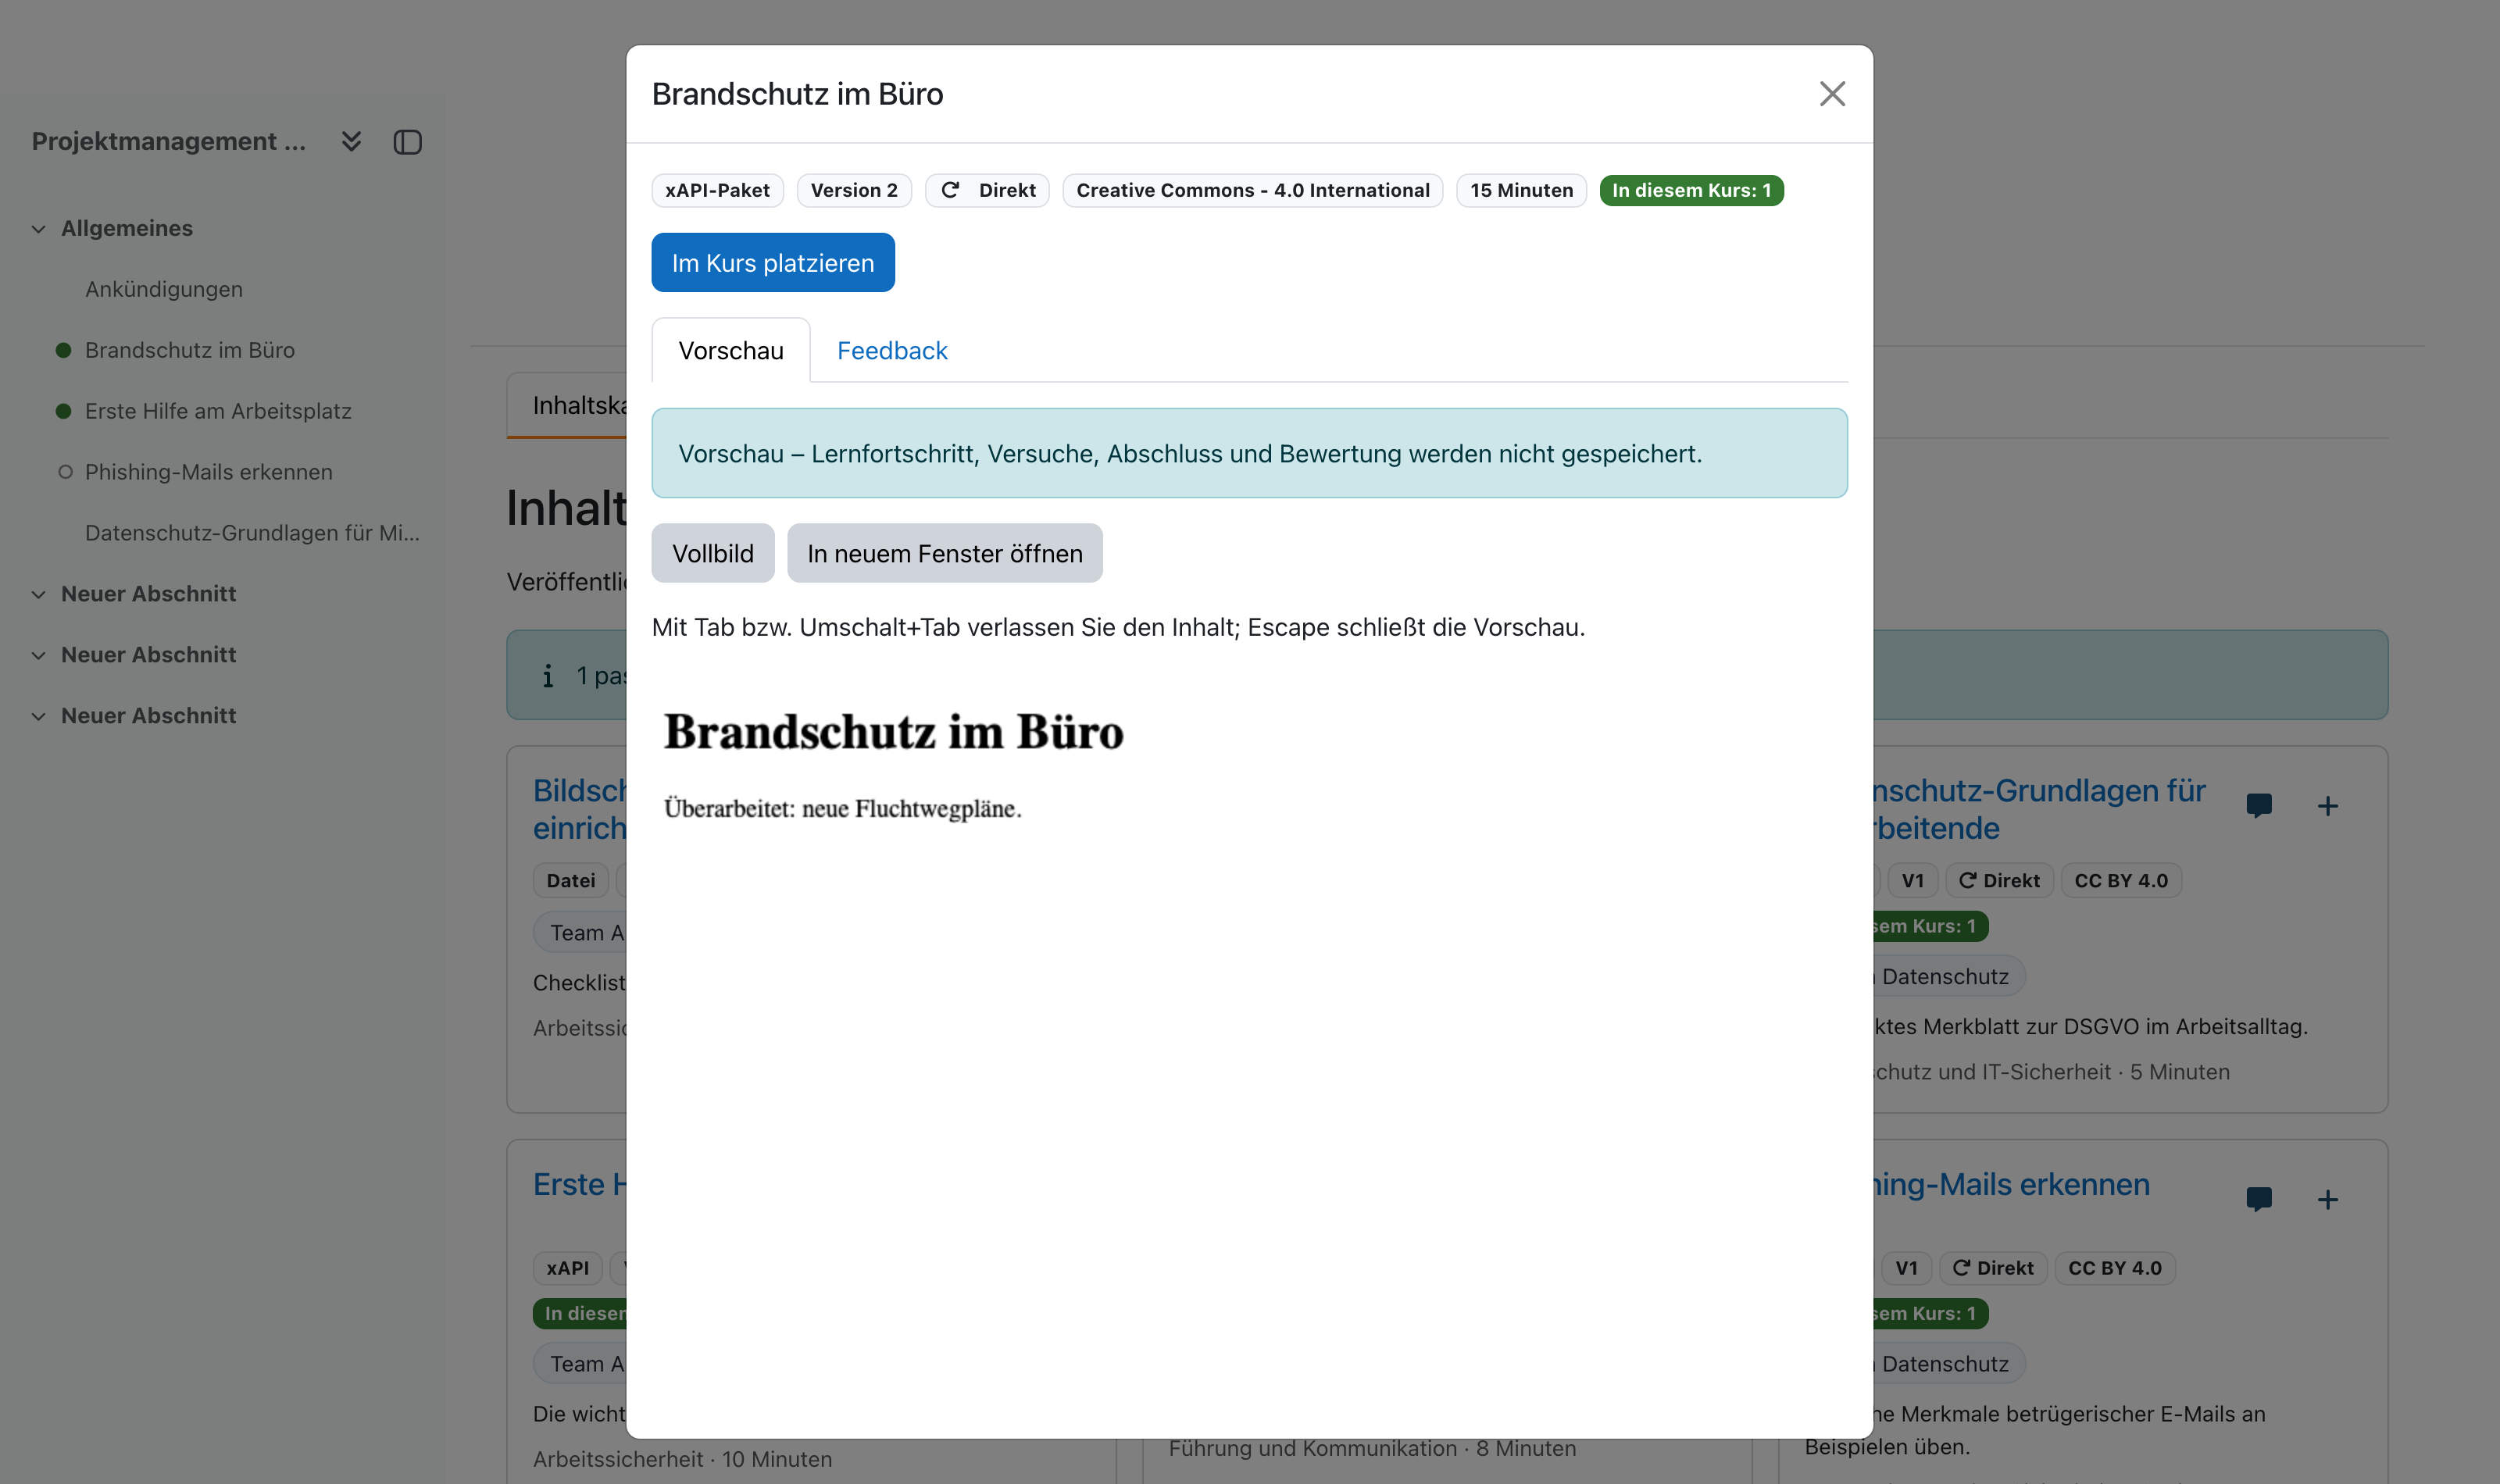 Brandschutz im Büro
xAPI-Paket Version 2 Direkt Creative Commons - 4.0 International 15 Minuten In diesem Kurs: 1
Im Kurs platzieren
Vorschau Feedback
Vorschau – Lernfortschritt, Versuche, Abschluss und Bewertung werden nicht gespeichert.
Vollbild In neuem Fenster öffnen
Mit Tab bzw. Umschalt+Tab verlassen Sie den Inhalt; Escape schließt die Vorschau.
Brandschutz im Büro
Überarbeitet: neue Fluchtwegpläne.
Projektmanagement ...
Allgemeines
Ankündigungen
Brandschutz im Büro
Erste Hilfe am Arbeitsplatz
Phishing-Mails erkennen
Datenschutz-Grundlagen für Mi...
Neuer Abschnitt
Neuer Abschnitt
Neuer Abschnitt
Inhaltska
Inhalt
Veröffentlic
1 pas
Bildsch
einrich
Datei
Team A
Checklist
Arbeitssic
nschutz-Grundlagen für
rbeitende
V1 Direkt CC BY 4.0
sem Kurs: 1
Datenschutz
ktes Merkblatt zur DSGVO im Arbeitsalltag.
schutz und IT-Sicherheit · 5 Minuten
Erste H
xAPI
In diesem
Team A
Die wicht
Arbeitssicherheit · 10 Minuten
Führung und Kommunikation · 8 Minuten
hing-Mails erkennen
V1 Direkt CC BY 4.0
sem Kurs: 1
Datenschutz
he Merkmale betrügerischer E-Mails an
Beispielen üben.